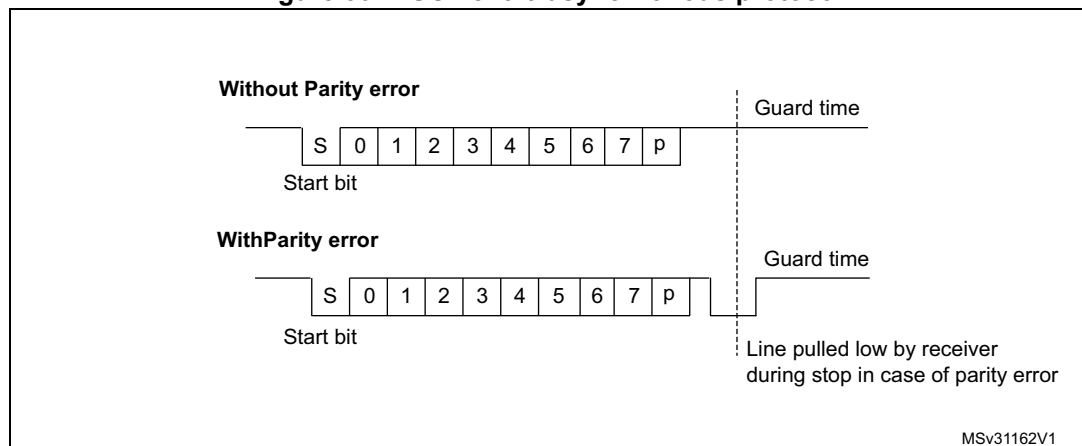 Without Parity error
Guard time
S 0 1 2 3 4 5 6 7 p
Start bit
WithParity error
Guard time
S 0 1 2 3 4 5 6 7 p
Start bit
Line pulled low by receiver
during stop in case of parity error
MSv31162V1